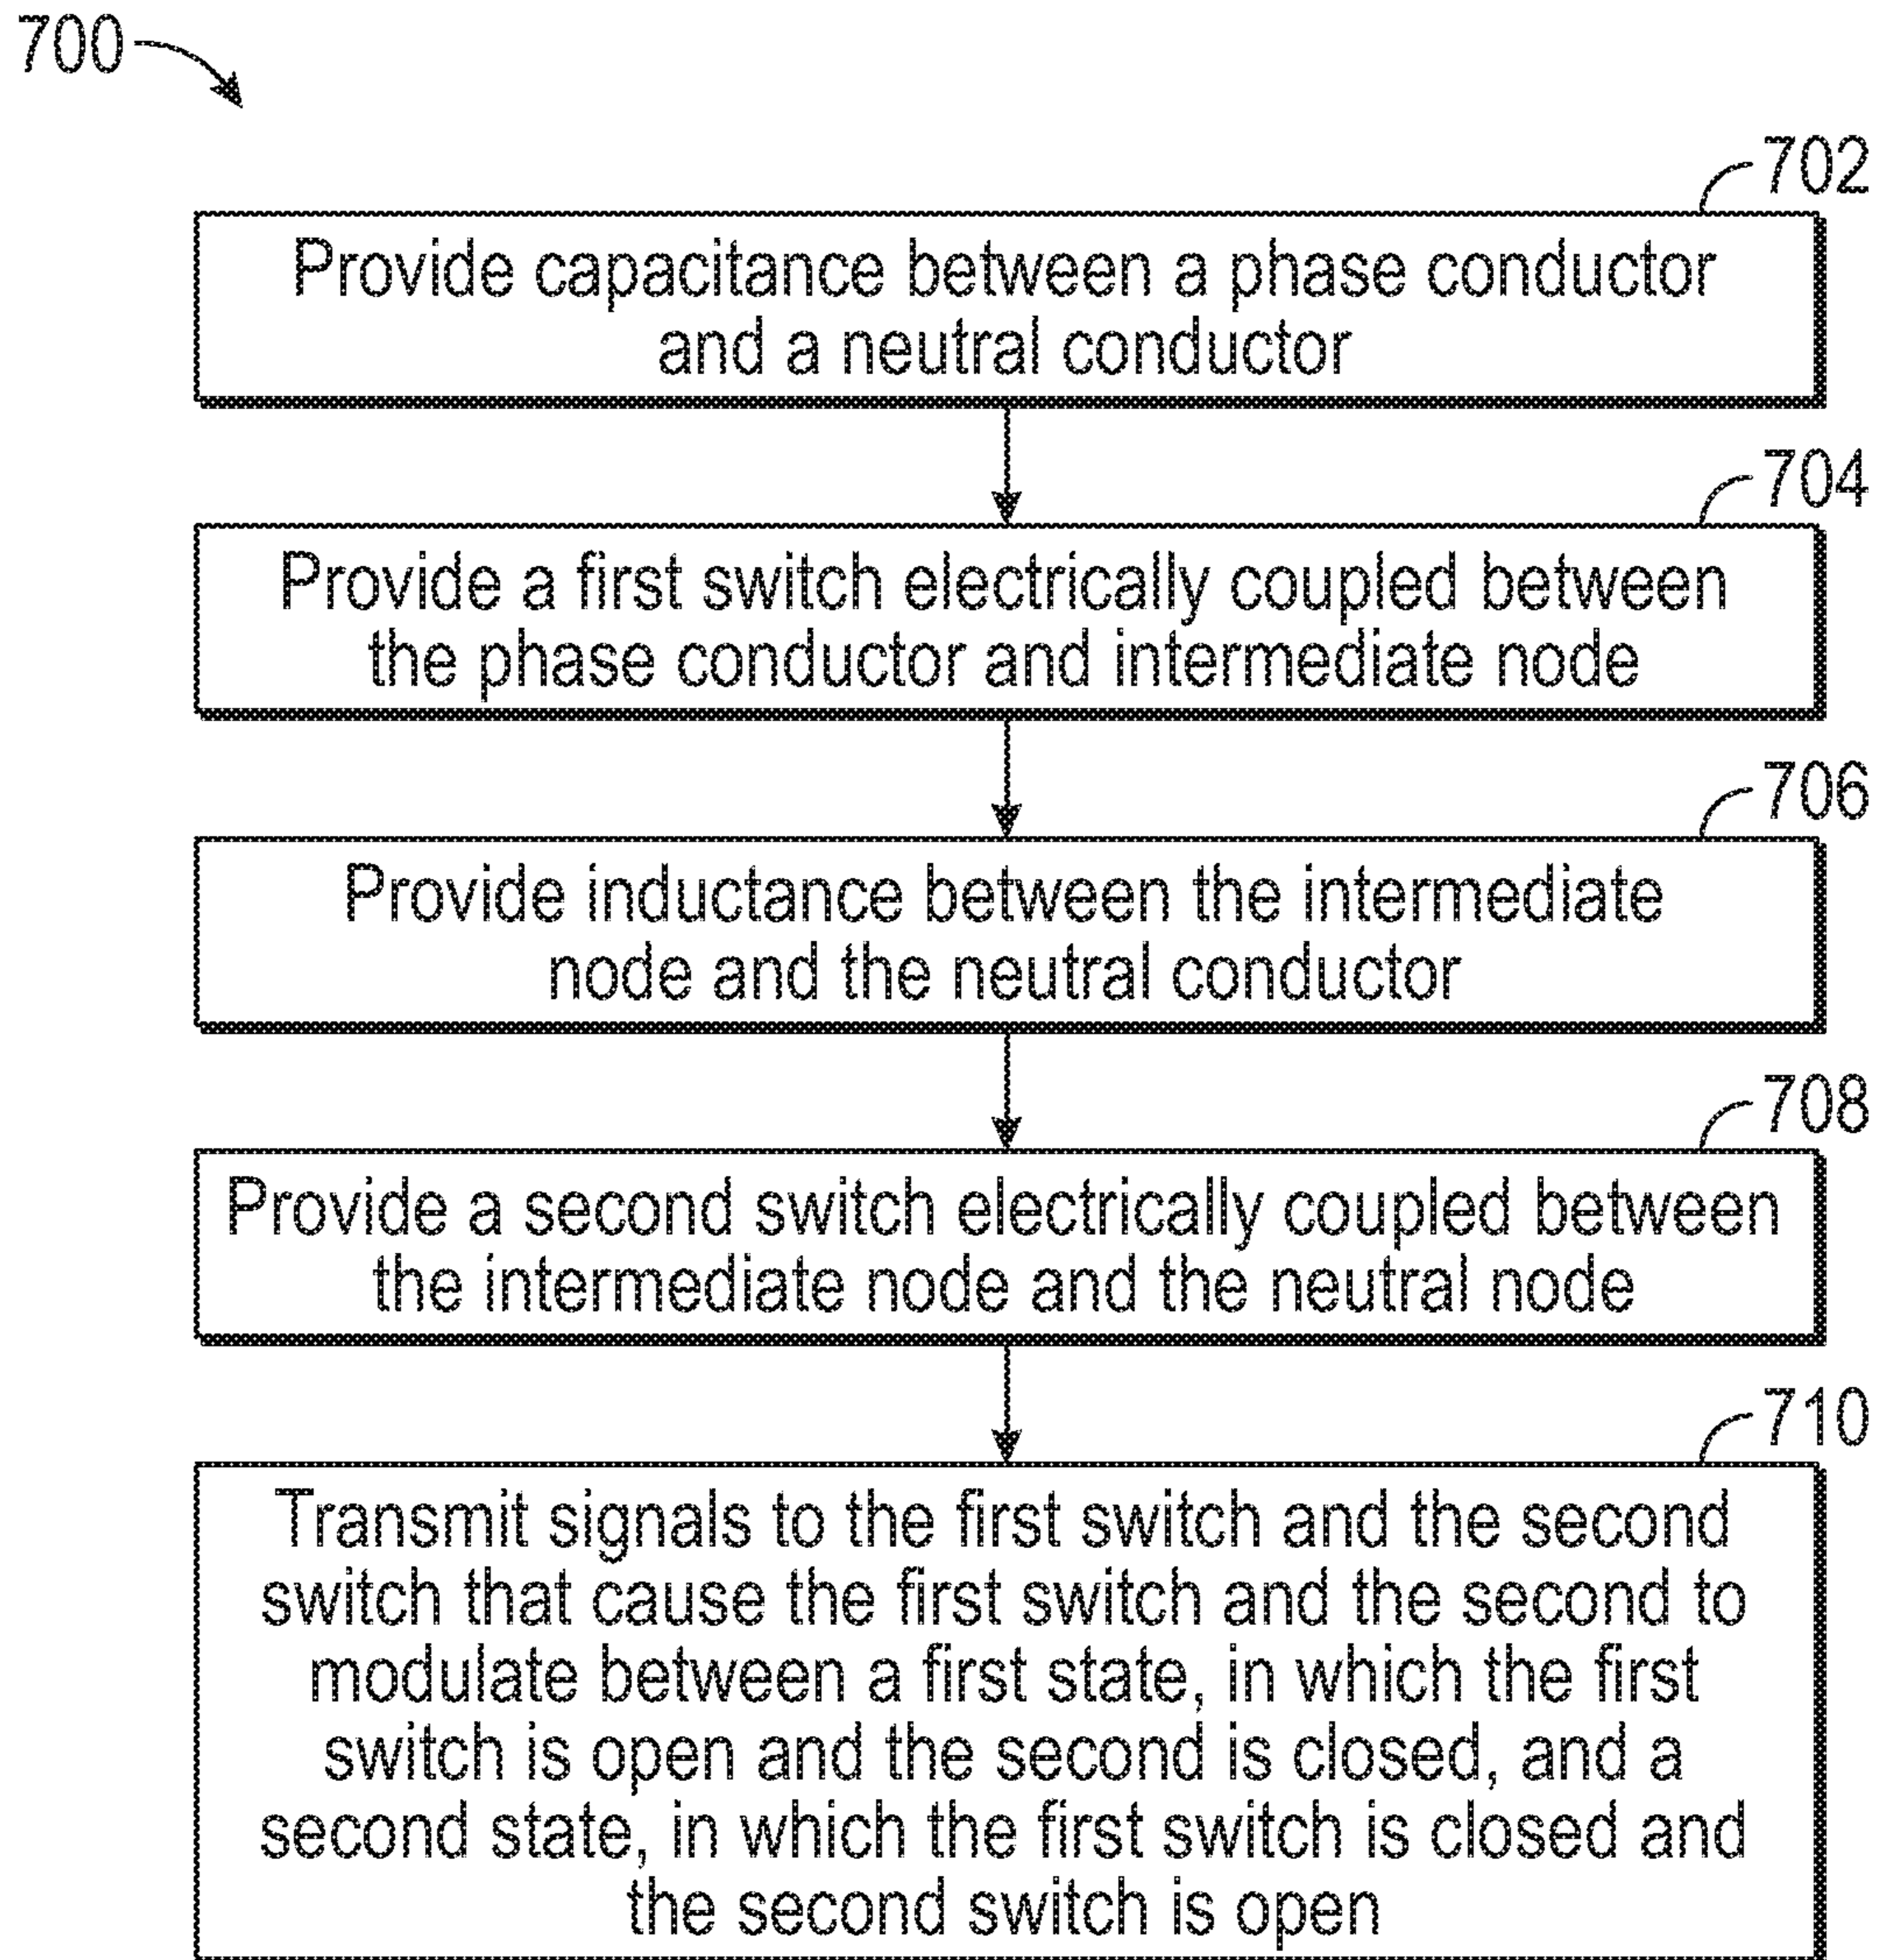 700
702
Provide capacitance between a phase conductor
and a neutral conductor
704
Provide a first switch electrically coupled between
the phase conductor and intermediate node
706
Provide inductance between the intermediate
node and the neutral conductor
708
Provide a second switch electrically coupled between
the intermediate node and the neutral node
710
Transmit signals to the first switch and the second
switch that cause the first switch and the second to
modulate between a first state, in which the first
switch is open and the second is closed, and a
second state, in which the first switch is closed and
the second switch is open